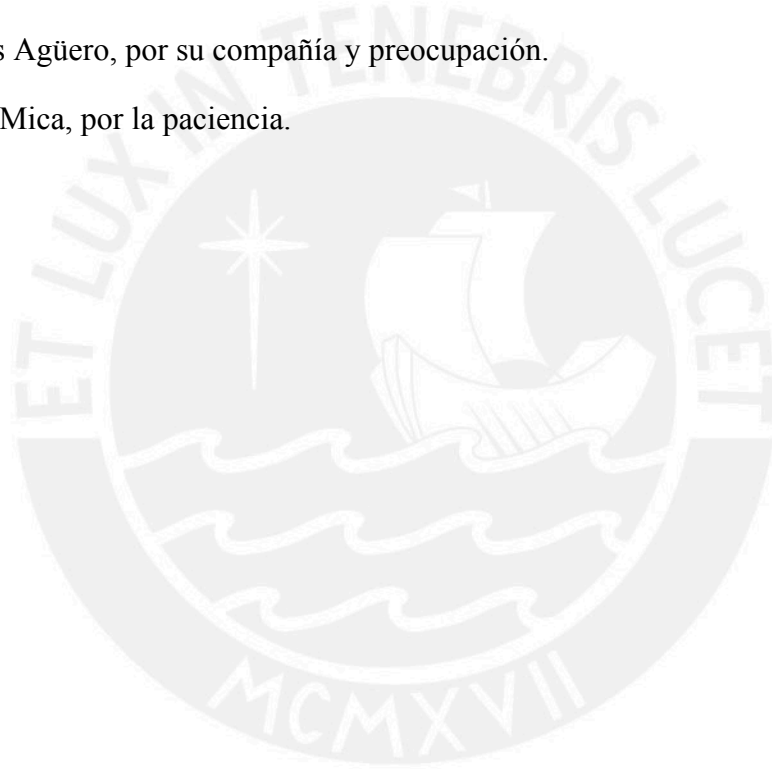 s Agüero, por su compañía y preocupación.
Mica, por la paciencia.
ET LUX IN TENEBRIS LUCET
MCMXVII